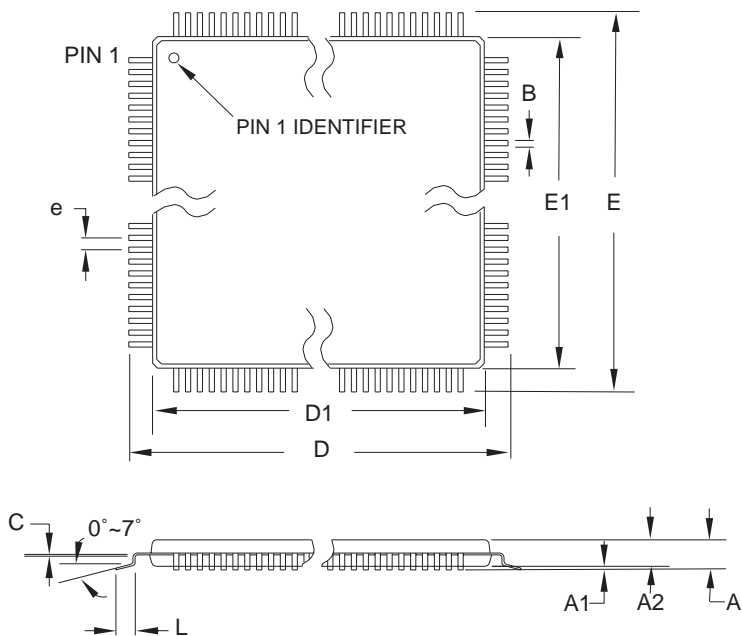 PIN 1
PIN 1 IDENTIFIER
B
e
E1
E
D1
D
C
0°~7°
L
A1
A2
A